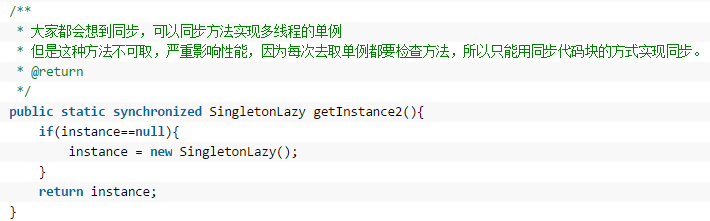 /**
 * 大家都会想到同步，可以同步方法实现多线程的单例
 * 但是这种方法不可取，严重影响性能，因为每次去取单例都要检查方法，所以只能用同步代码块的方式实现同步。
 * @return
 */
public static synchronized SingletonLazy getInstance2(){
    if(instance==null){
        instance = new SingletonLazy();
    }
    return instance;
}